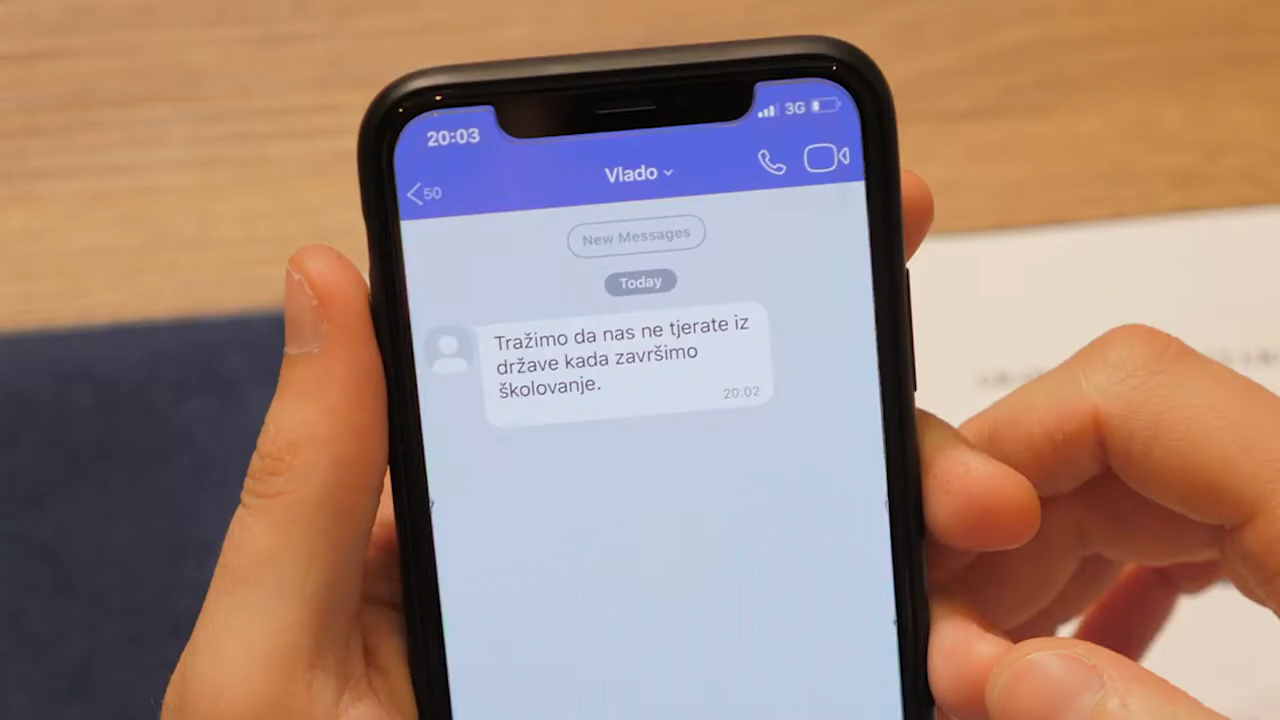 20:03
3G
50
Vlado
New Messages
Today
Tražimo da nas ne tjerate iz
države kada završimo
školovanje.
20:02